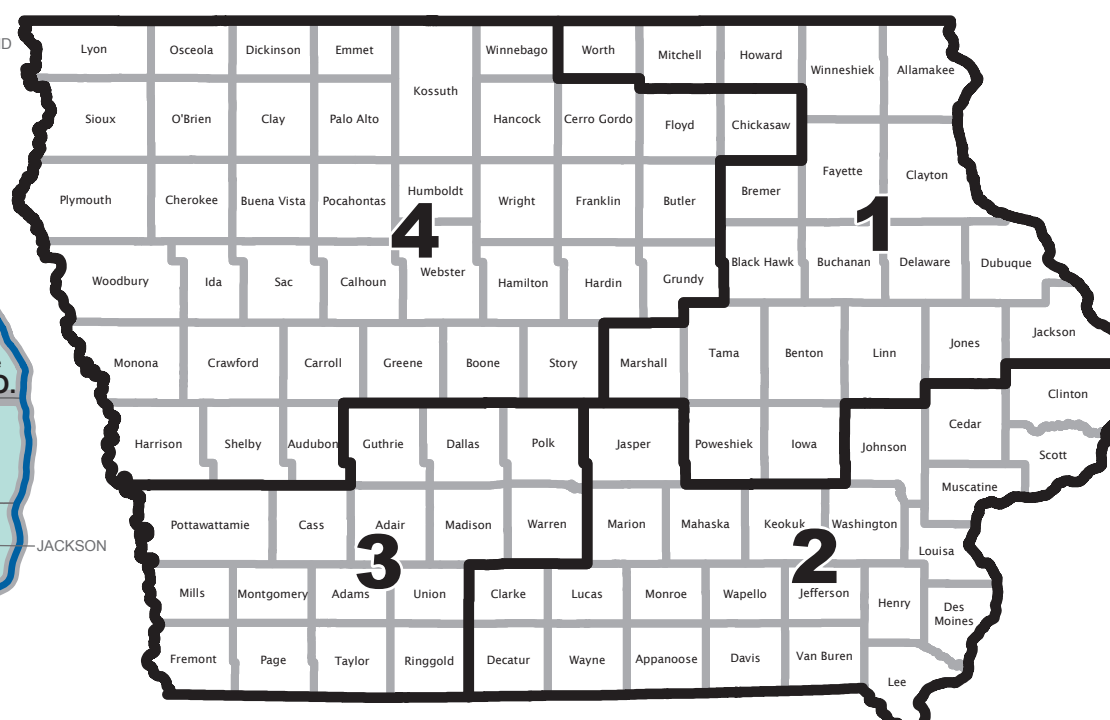 D
Lyon
Osceola
Dickinson
Emmet
Kossuth
Winnebago
Worth
Mitchell
Howard
Winneshiek
Allamakee
Sioux
O'Brien
Clay
Palo Alto
Hancock
Cerro Gordo
Floyd
Chickasaw
Fayette
Clayton
Plymouth
Cherokee
Buena Vista
Pocahontas
Humboldt
Wright
Franklin
Butler
Bremer
4
1
Woodbury
Ida
Sac
Calhoun
Webster
Hamilton
Hardin
Grundy
Black Hawk
Buchanan
Delaware
Dubuque
Monona
Crawford
Carroll
Greene
Boone
Story
Marshall
Tama
Benton
Linn
Jones
Jackson
O.
Clinton
Harrison
Shelby
Audubon
Guthrie
Dallas
Polk
Jasper
Poweshiek
Iowa
Johnson
Cedar
Scott
Muscatine
Pottawattamie
Cass
Adair
Madison
Warren
Marion
Mahaska
Keokuk
Washington
Louisa
JACKSON
3
2
Mills
Montgomery
Adams
Union
Clarke
Lucas
Monroe
Wapello
Jefferson
Henry
Des
Moines
Fremont
Page
Taylor
Ringgold
Decatur
Wayne
Appanoose
Davis
Van Buren
Lee